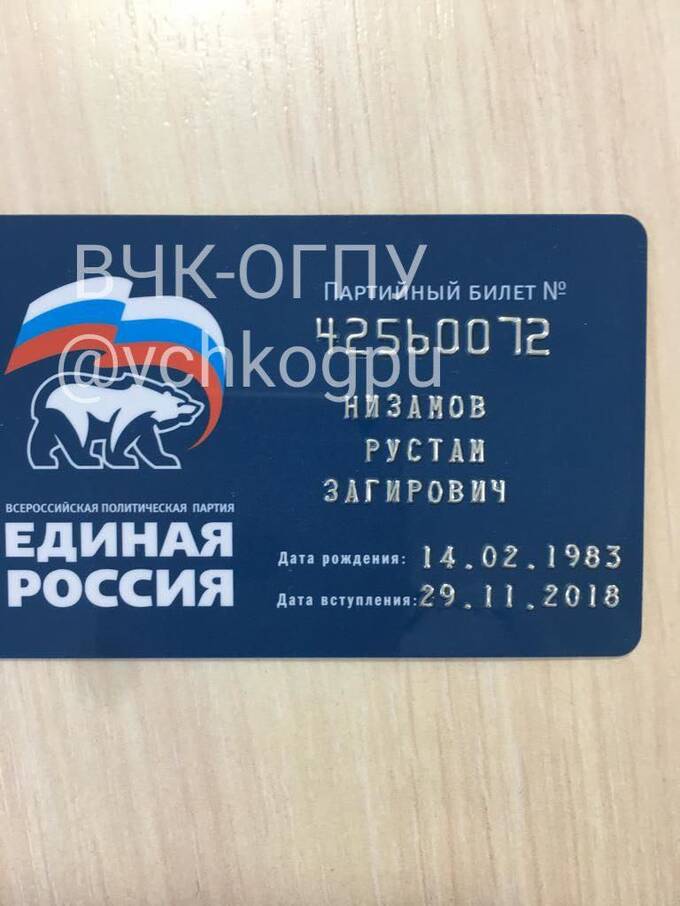 ВЧК-ОГПУ
@vchkogpu
ПАРТИЙНЫЙ БИЛЕТ №
42560072
НИЗАМОВ
РУСТАМ
ЗАГИРОВИЧ
ВСЕРОССИЙСКАЯ ПОЛИТИЧЕСКАЯ ПАРТИЯ
ЕДИНАЯ
РОССИЯ
Дата рождения: 14.02.1983
Дата вступления: 29.11.2018